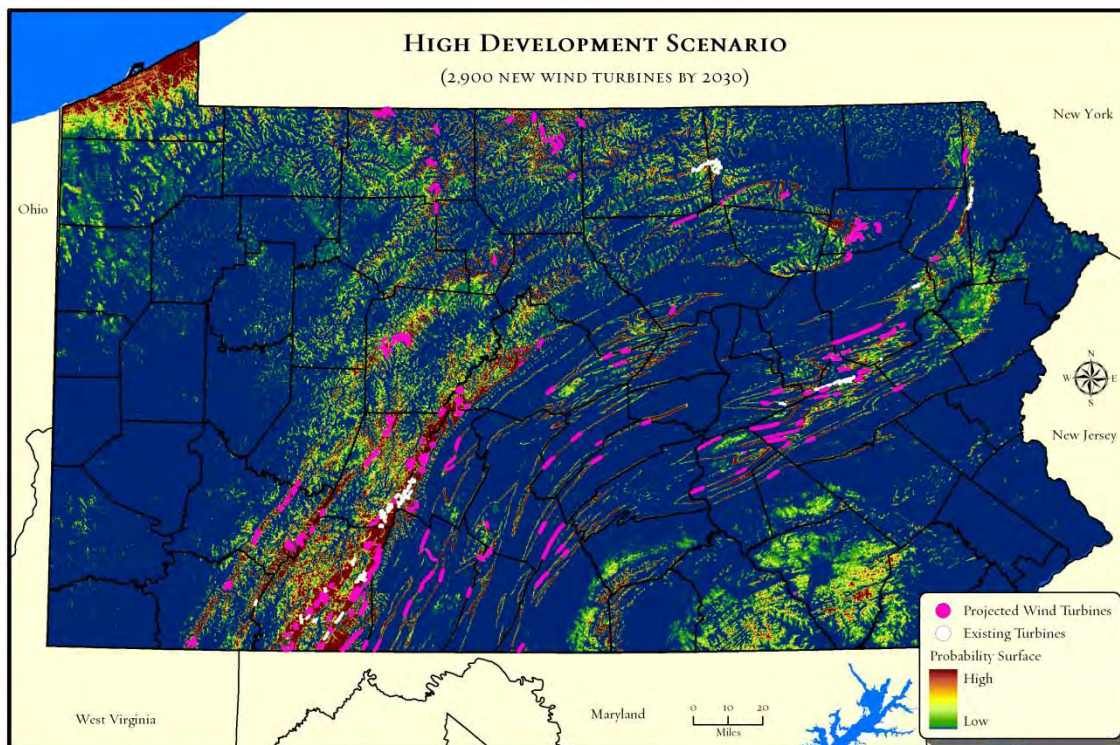 HIGH DEVELOPMENT SCENARIO
(2,900 NEW WIND TURBINES BY 2030)
New York
Ohio
N
W E
S
New Jersey
Projected Wind Turbines
Existing Turbines
Probability Surface
High
Low
West Virginia
Maryland
0 10 20
Miles